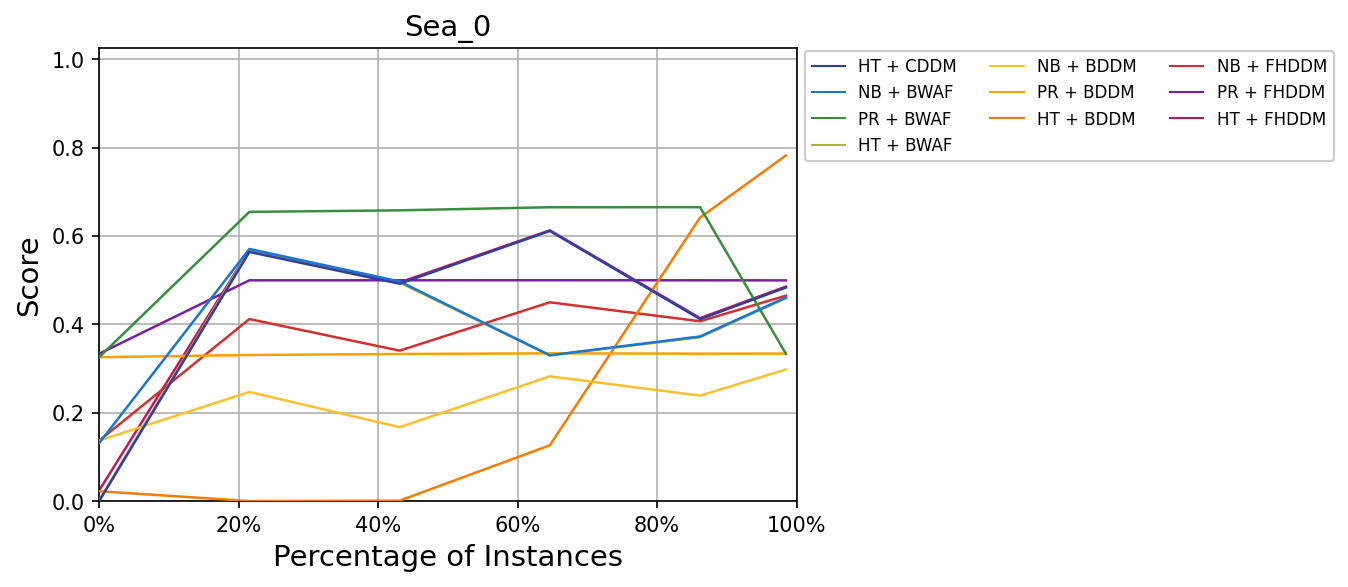 Sea_0
1.0
0.8
0.6
0.4
0.2
0.0
Score
0% 20% 40% 60% 80% 100%
Percentage of Instances
HT + CDDM NB + BDDM NB + FHDDM
NB + BWAF PR + BDDM PR + FHDDM
PR + BWAF HT + BDDM HT + FHDDM
HT + BWAF